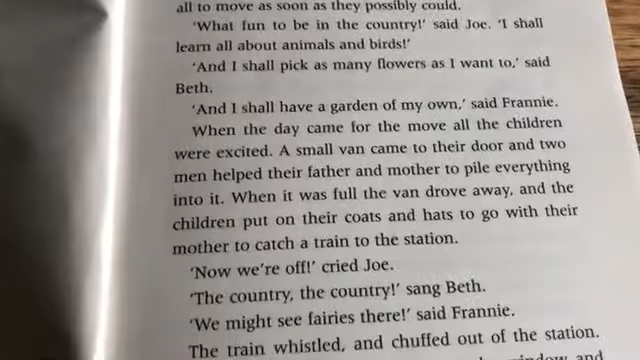 all to move as soon as they possibly could.
‘What fun to be in the country!’ said Joe. ‘I shall
learn all about animals and birds!’
‘And I shall pick as many flowers as I want to,’ said
Beth.
‘And I shall have a garden of my own,’ said Frannie.
When the day came for the move all the children
were excited. A small van came to their door and two
men helped their father and mother to pile everything
into it. When it was full the van drove away, and the
children put on their coats and hats to go with their
mother to catch a train to the station.
‘Now we’re off!’ cried Joe.
‘The country, the country!’ sang Beth.
‘We might see fairies there!’ said Frannie.
The train whistled, and chuffed out of the station.
window and